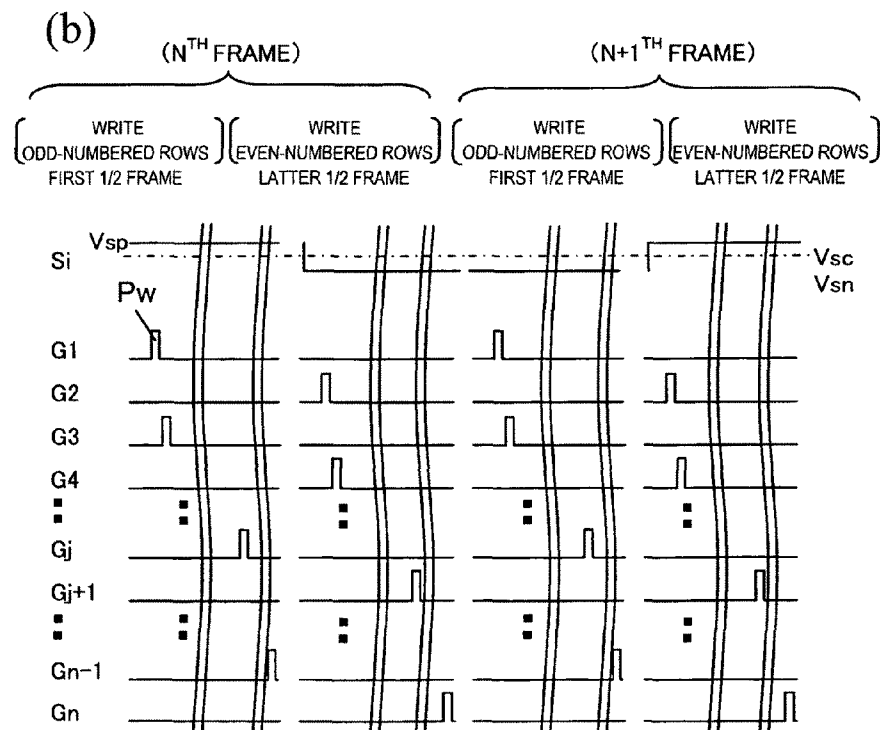 (b)
(N^TH FRAME)
(N+1^TH FRAME)
WRITE
ODD-NUMBERED ROWS
FIRST 1/2 FRAME
WRITE
EVEN-NUMBERED ROWS
LATTER 1/2 FRAME
WRITE
ODD-NUMBERED ROWS
FIRST 1/2 FRAME
WRITE
EVEN-NUMBERED ROWS
LATTER 1/2 FRAME
Vsp
Si
Vsc
Vsn
Pw
G1
G2
G3
G4
Gj
Gj+1
Gn-1
Gn